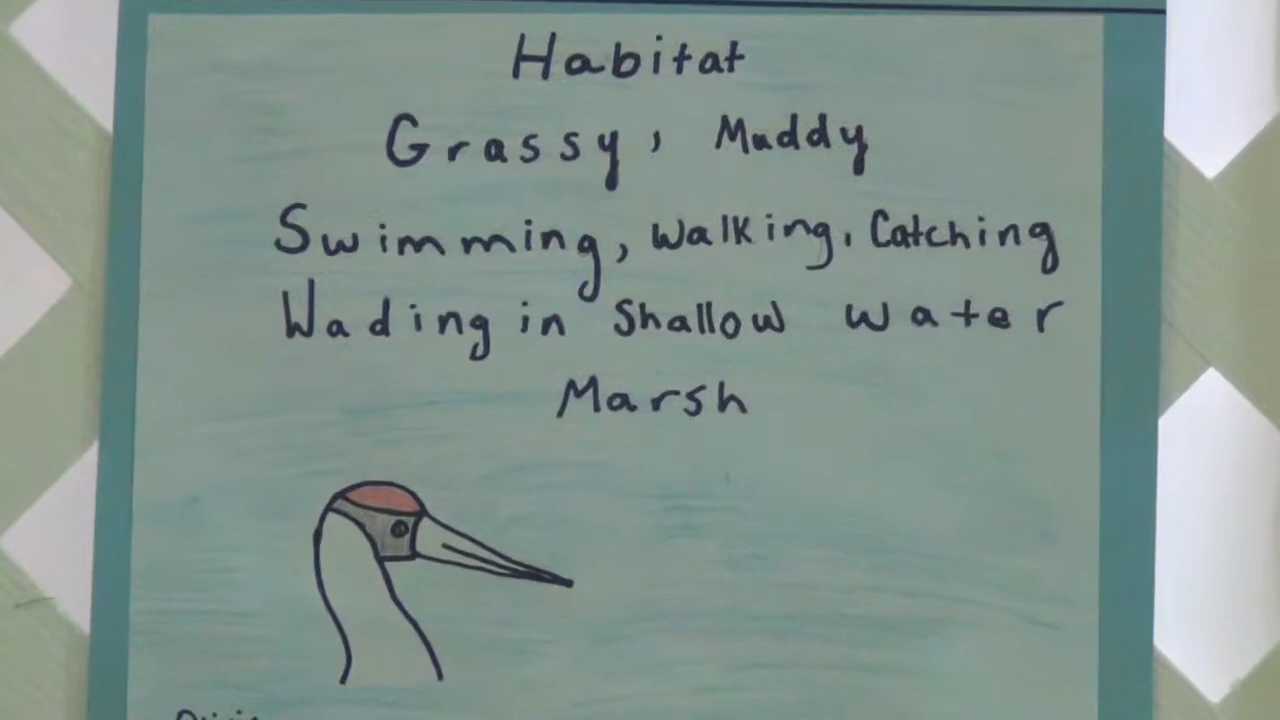 Habitat
Grassy, Muddy
Swimming, Walking, Catching
Wading in Shallow Water
Marsh